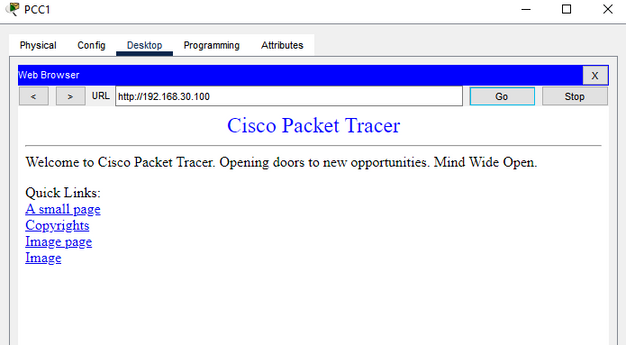 PCC1
Physical Config Desktop Programming Attributes
Web Browser X
< > URL http://192.168.30.100 Go Stop
Cisco Packet Tracer
Welcome to Cisco Packet Tracer. Opening doors to new opportunities. Mind Wide Open.
Quick Links:
A small page
Copyrights
Image page
Image